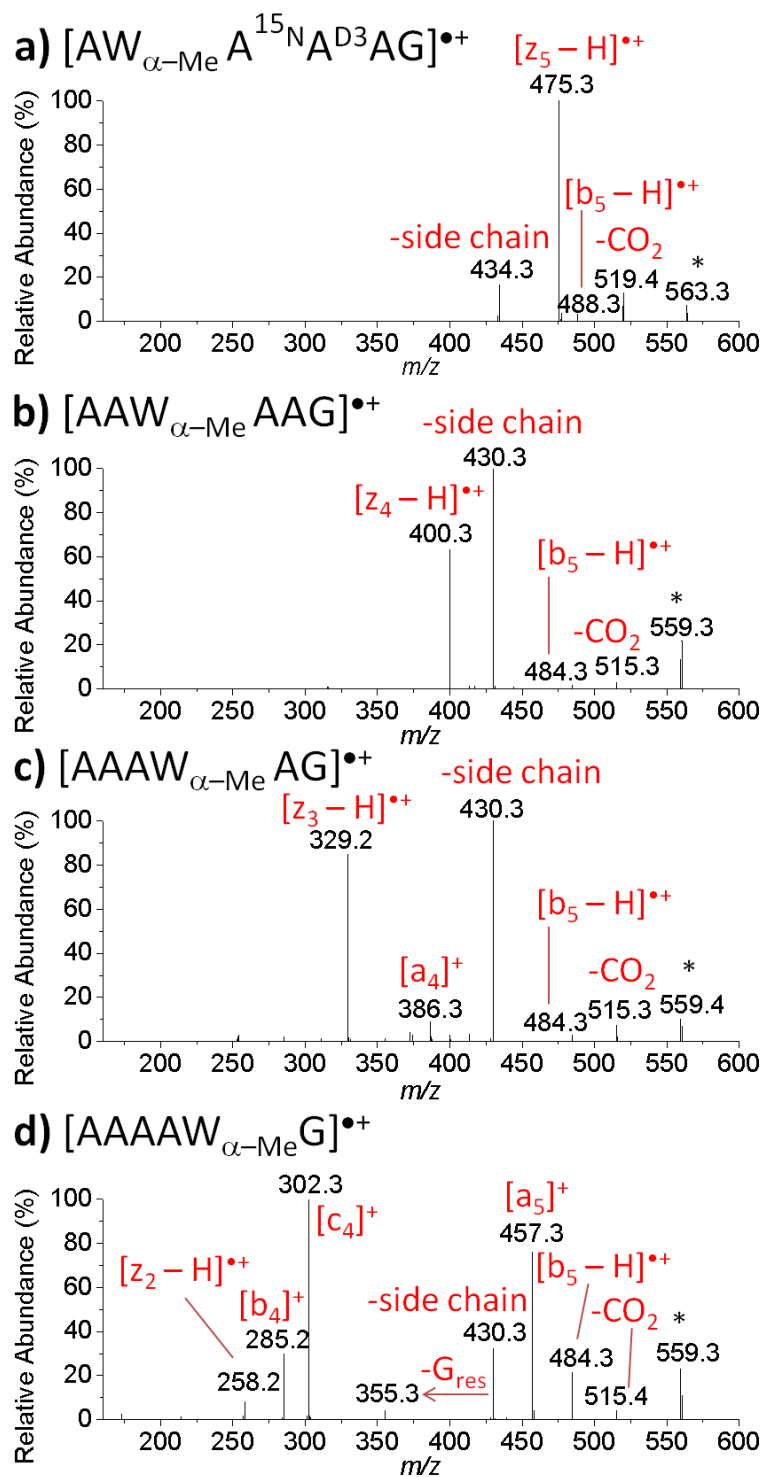 a) [AWα–Me A15NAD3AG]•+
[z5 – H]•+
475.3
[b5 – H]•+
-side chain
-CO2
*
434.3
519.4
488.3
563.3
Relative Abundance (%)
100
80
60
40
20
0
200 250 300 350 400 450 500 550 600
m/z
b) [AAWα–Me AAG]•+
-side chain
430.3
[z4 – H]•+
400.3
[b5 – H]•+
*
-CO2
559.3
484.3
515.3
Relative Abundance (%)
100
80
60
40
20
0
200 250 300 350 400 450 500 550 600
m/z
c) [AAAWα–Me AG]•+
-side chain
[z3 – H]•+
430.3
329.2
[b5 – H]•+
[a4]+
-CO2
*
386.3
484.3
515.3
559.4
Relative Abundance (%)
100
80
60
40
20
0
200 250 300 350 400 450 500 550 600
m/z
d) [AAAAWα–MeG]•+
302.3
[a5]+
[c4]+
457.3
[z2 – H]•+
[b5 – H]•+
[b4]+
-side chain
-CO2
*
285.2
430.3
484.3
559.3
-Gres
258.2
355.3
515.4
Relative Abundance (%)
100
80
60
40
20
0
200 250 300 350 400 450 500 550 600
m/z